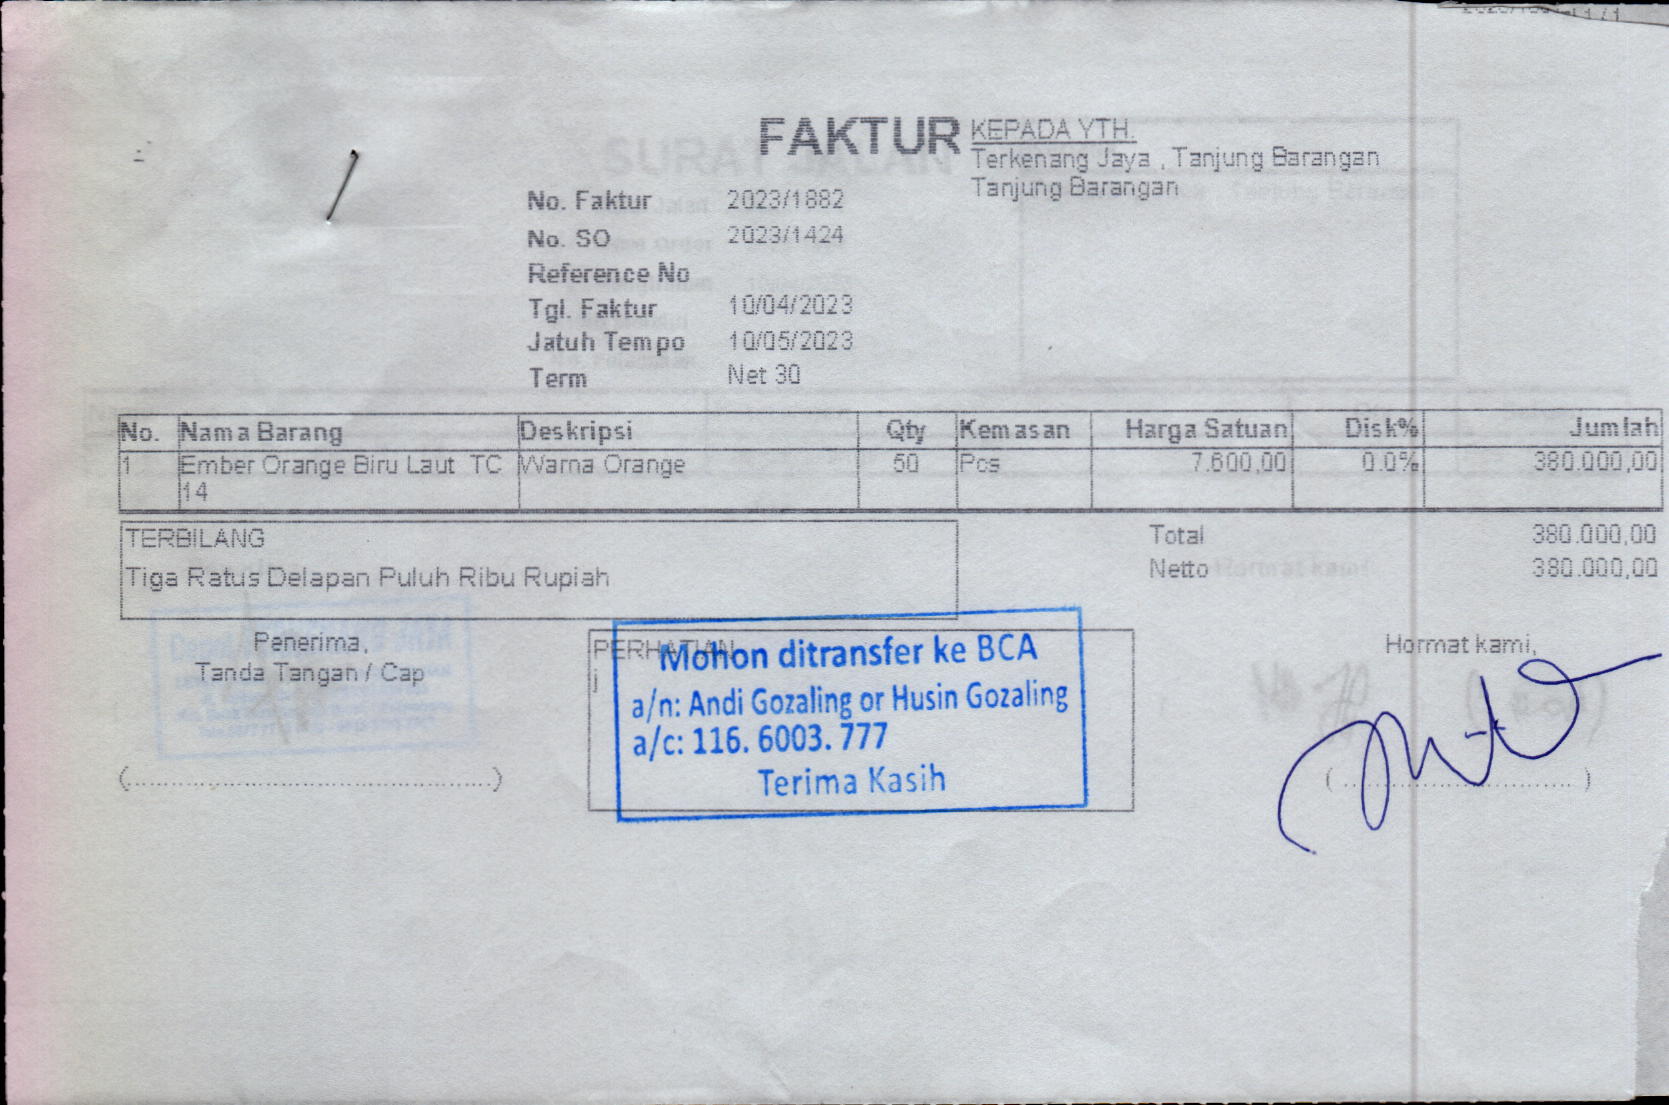 FAKTUR
KEPADA YTH.
Terkenang Jaya , Tanjung Barangan
Tanjung Barangan
No. Faktur 2023/1882
No. SO 2023/1424
Reference No
Tgl. Faktur 10/04/2023
Jatuh Tempo 10/05/2023
Term Net 30
No. Nama Barang Deskripsi Qty Kemasan Harga Satuan Disk% Jumlah
1 Ember Orange Biru Laut TC Warna Orange 50 Pcs 7.600,00 0.0% 380.000,00
14
TERBILANG
Tiga Ratus Delapan Puluh Ribu Rupiah
Total 380.000,00
Netto 380.000,00
Penerima,
Tanda Tangan / Cap
(.................................................)
PERHATIAN
j
Mohon ditransfer ke BCA
a/n: Andi Gozaling or Husin Gozaling
a/c: 116. 6003. 777
Terima Kasih
Hormat kami,
( ............................... )